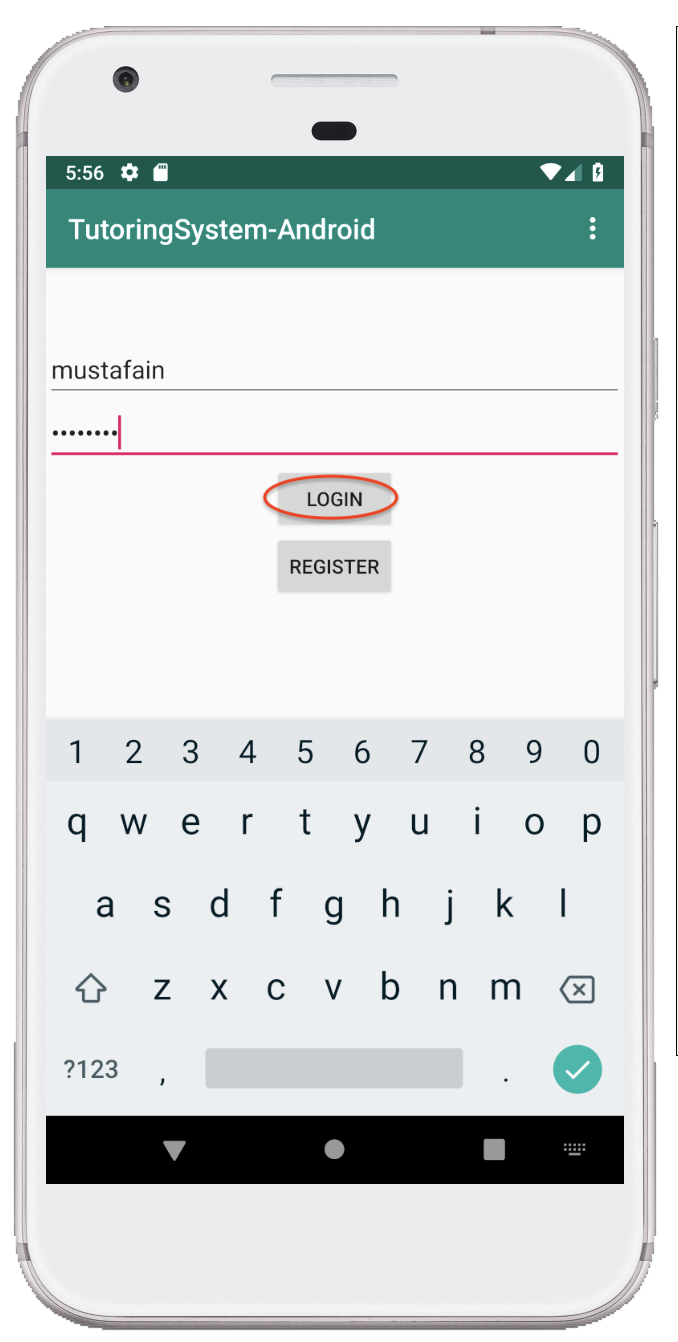 5:56
TutoringSystem-Android
mustafain
••••••••
LOGIN
REGISTER
1 2 3 4 5 6 7 8 9 0
q w e r t y u i o p
a s d f g h j k l
z x c v b n m
?123 , .